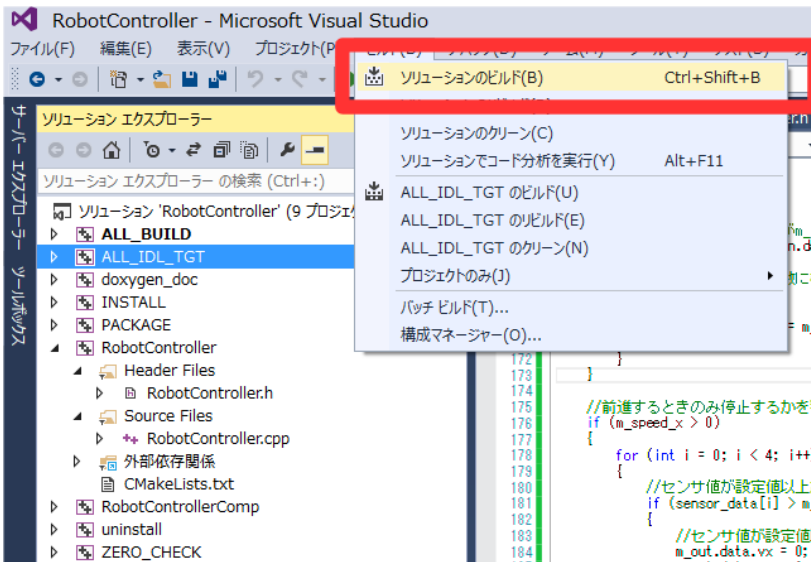 RobotController - Microsoft Visual Studio
ファイル(F) 編集(E) 表示(V) プロジェクト(P
ソリューションのビルド(B) Ctrl+Shift+B
ソリューションのクリーン(C)
ソリューションでコード分析を実行(Y) Alt+F11
ALL_IDL_TGT のビルド(U)
ALL_IDL_TGT のリビルド(E)
ALL_IDL_TGT のクリーン(N)
プロジェクトのみ(J)
バッチ ビルド(T)...
構成マネージャー(O)...
サーバー エクスプローラー
ツールボックス
ソリューション エクスプローラー
ソリューション エクスプローラー の検索 (Ctrl+:)
ソリューション 'RobotController' (9 プロジェ
ALL_BUILD
ALL_IDL_TGT
doxygen_doc
INSTALL
PACKAGE
RobotController
Header Files
RobotController.h
Source Files
RobotController.cpp
外部依存関係
CMakeLists.txt
RobotControllerComp
uninstall
ZERO_CHECK
172 }
173 }
174
175 //前進するときのみ停止するかを
176 if (m_speed_x > 0)
177 {
178 for (int i = 0; i < 4; i++
179 {
180 //センサ値が設定値以上
181 if (sensor_data[i] > m_
182 {
183 //センサ値が設定値
184 m_out.data.vx = 0;